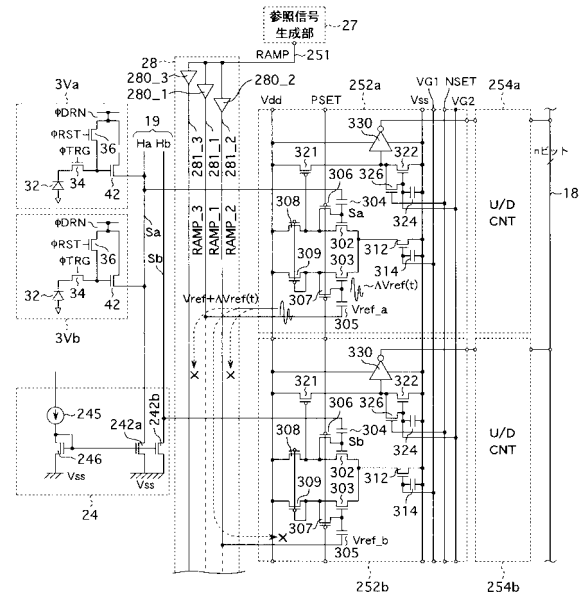 参照信号
生成部
27
RAMP
251
28
280_3
280_1
280_2
252a
VG1 NSET
254a
3Va
Vdd
PSET
Vss
VG2
330
φDRN
19
Ha Hb
φRST
36
φTRG
32
34
42
281_3
281_1
281_2
RAMP_3
RAMP_1
RAMP_2
321
322
306
326
304
324
308
Sa
302
303
312
314
309
307
ΔVref(t)
Vref_a
305
U/D
CNT
nビット
18
φDRN
φRST
36
φTRG
32
34
42
3Vb
Sa
Sb
Vref+ΔVref(t)
×
×
330
321
322
306
326
304
324
308
Sb
302
303
312
314
309
307
×
Vref_b
305
U/D
CNT
245
242a
242b
246
Vss
Vss
24
252b
254b